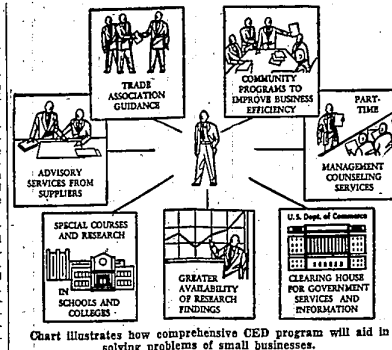 TRADE
ASSOCIATION
GUIDANCE
COMMUNITY
PROGRAMS TO
IMPROVE BUSINESS
EFFICIENCY
ADVISORY
SERVICES FROM
SUPPLIERS
PART-
TIME
MANAGEMENT
COUNSELING
SERVICES
SPECIAL COURSES
AND RESEARCH
IN
SCHOOLS AND
COLLEGES
GREATER
AVAILABILITY
OF RESEARCH
FINDINGS
U.S. Dept. of Commerce
CLEARING HOUSE
FOR GOVERNMENT
SERVICES AND
INFORMATION
Chart illustrates how comprehensive CED program will aid in
solving problems of small businesses.